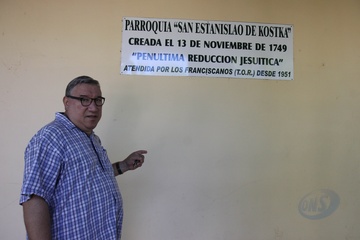 PARROQUIA "SAN ESTANISLAO DE KOSTKA"
CREADA EL 13 DE NOVIEMBRE DE 1749
"PENULTIMA REDUCCION JESUITICA"
ATENDIDA POR LOS FRANCISCANOS (T.O.R.) DESDE 1951